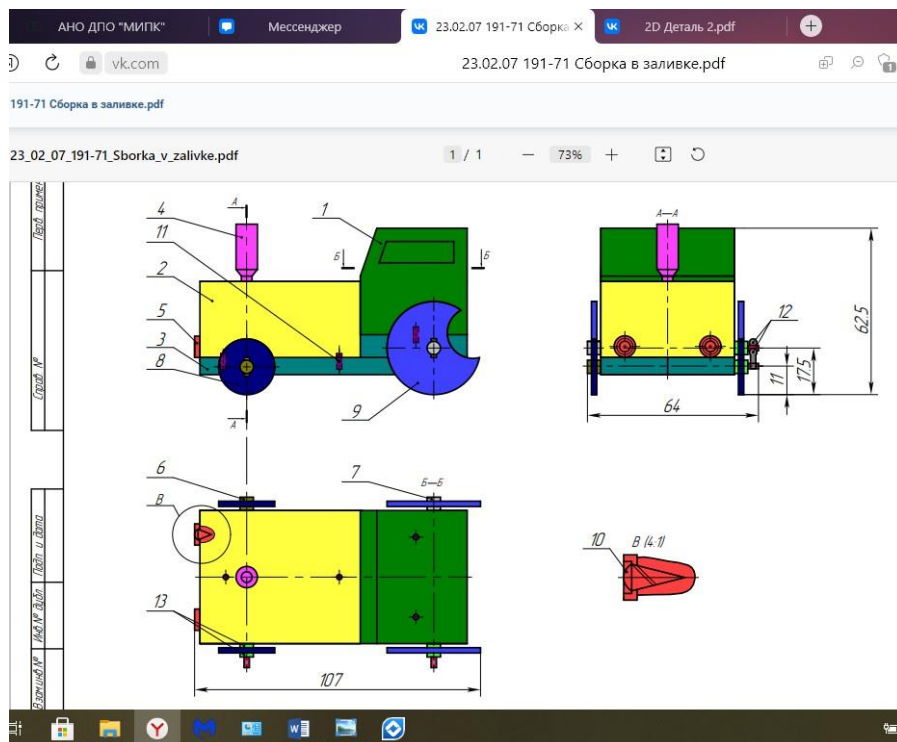 АНО ДПО "МИПК"
Мессенджер
23.02.07 191-71 Сборка
2D Деталь 2.pdf
vk.com
23.02.07 191-71 Сборка в заливке.pdf
191-71 Сборка в заливке.pdf
23_02_07_191-71_Sborka_v_zalivke.pdf
1 / 1
73%
Перв. примен
Справ. №
Подп. и дата
Инв № дубл.
Взам.инв.№
4
11
2
5
3
8
А
1
Б
Б
9
А
А—А
12
62.5
17.5
11
64
6
В
7
Б—Б
13
107
10
В (4:1)